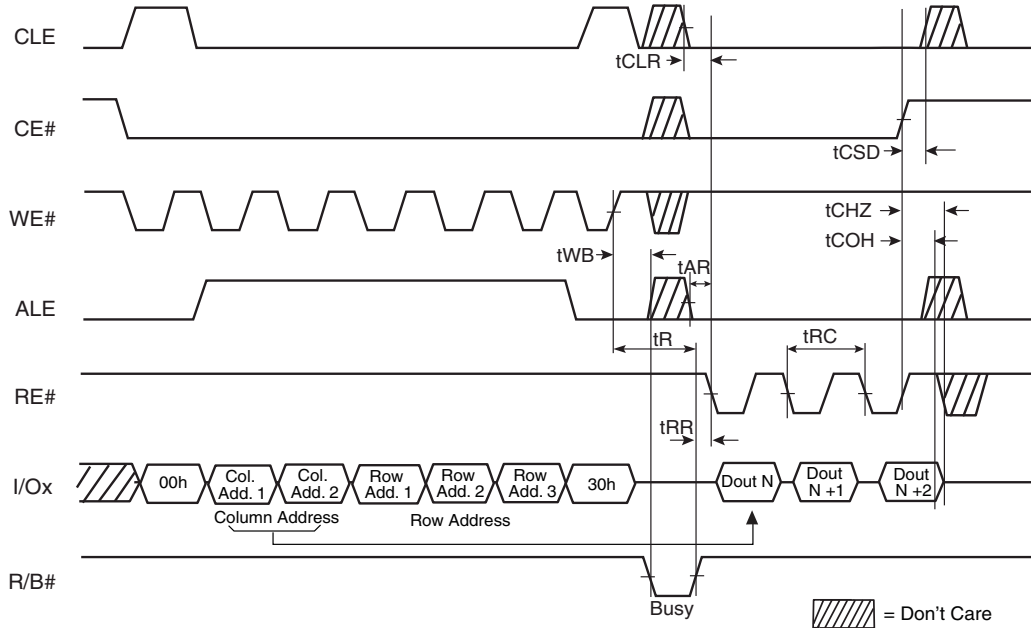 CLE
tCLR
CE#
tCSD
WE#
tCHZ
tCOH
tWB
tAR
ALE
tR
tRC
RE#
tRR
I/Ox
00h
Col.
Add. 1
Col.
Add. 2
Row
Add. 1
Row
Add. 2
Row
Add. 3
30h
Dout N
Dout
N +1
Dout
N +2
Column Address
Row Address
R/B#
Busy
= Don't Care